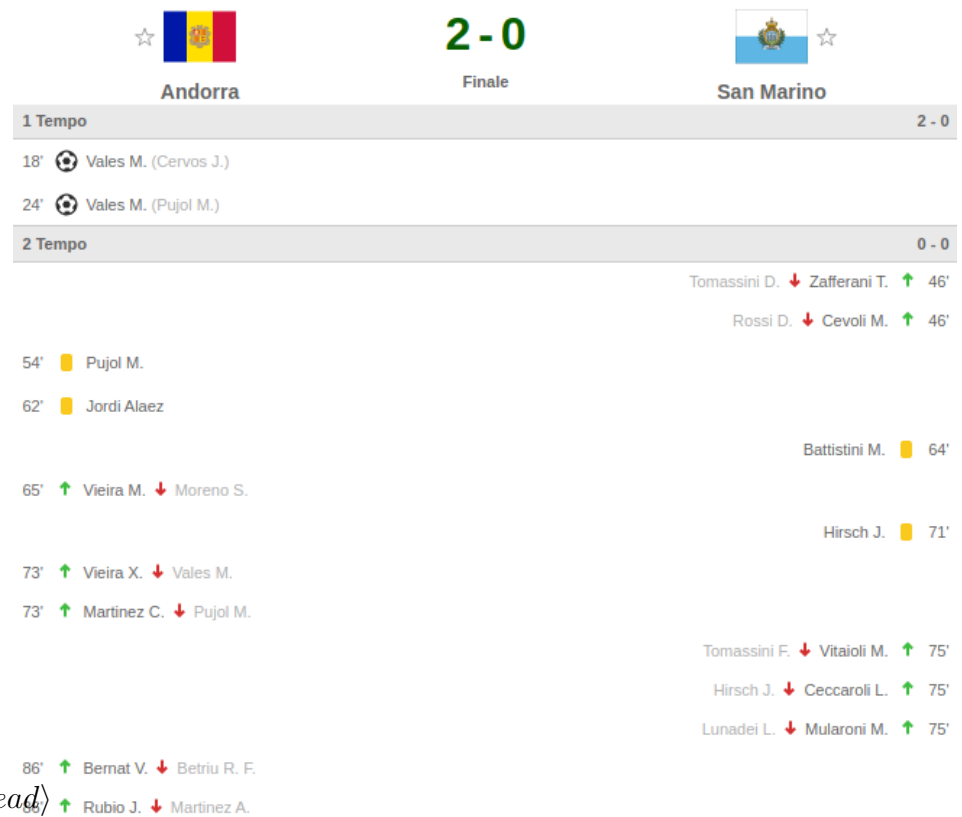 2 - 0
Finale
Andorra
San Marino
1 Tempo 2 - 0
18' Vales M. (Cervos J.)
24' Vales M. (Pujol M.)
2 Tempo 0 - 0
Tomassini D. Zafferani T. 46'
Rossi D. Cevoli M. 46'
54' Pujol M.
62' Jordi Alaez
Battistini M. 64'
65' Vieira M. Moreno S.
Hirsch J. 71'
73' Vieira X. Vales M.
73' Martinez C. Pujol M.
Tomassini F. Vitaioli M. 75'
Hirsch J. Ceccaroli L. 75'
Lunadei L. Mularoni M. 75'
86' Bernat V. Betriu R. F.
Rubio J. Martinez A.